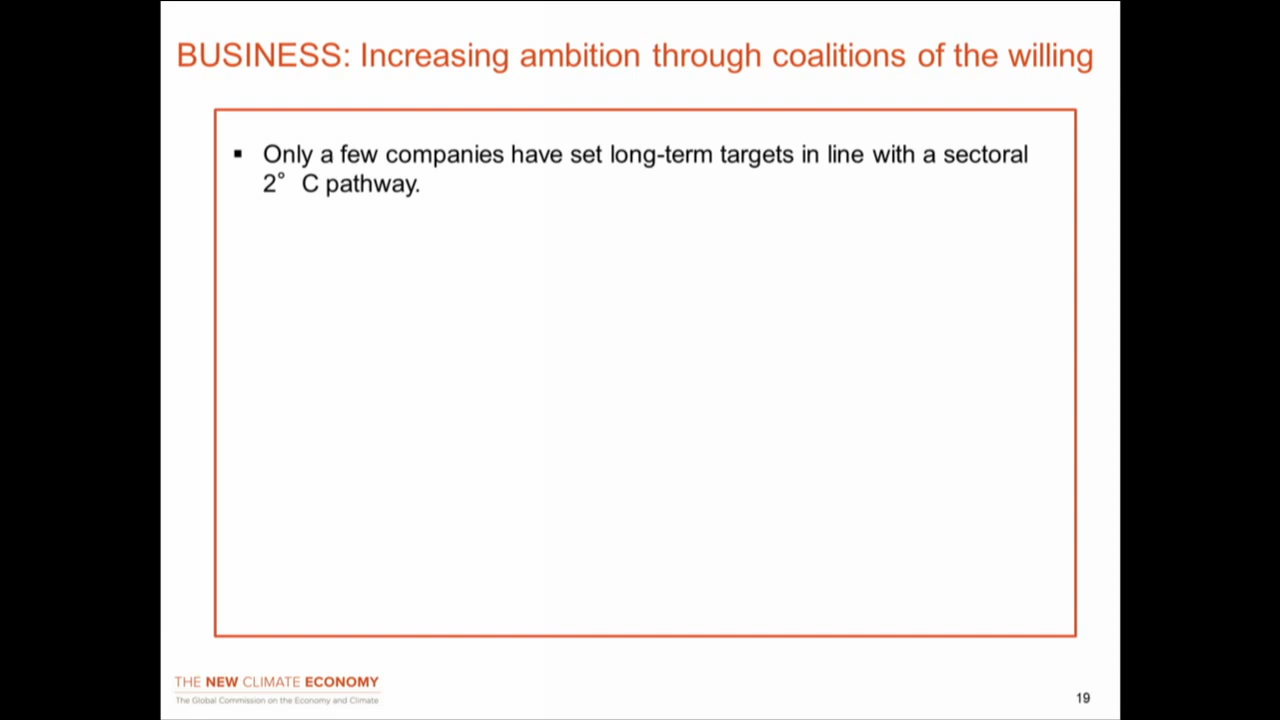 BUSINESS: Increasing ambition through coalitions of the willing
▪ Only a few companies have set long-term targets in line with a sectoral
2° C pathway.
THE NEW CLIMATE ECONOMY
The Global Commission on the Economy and Climate
19